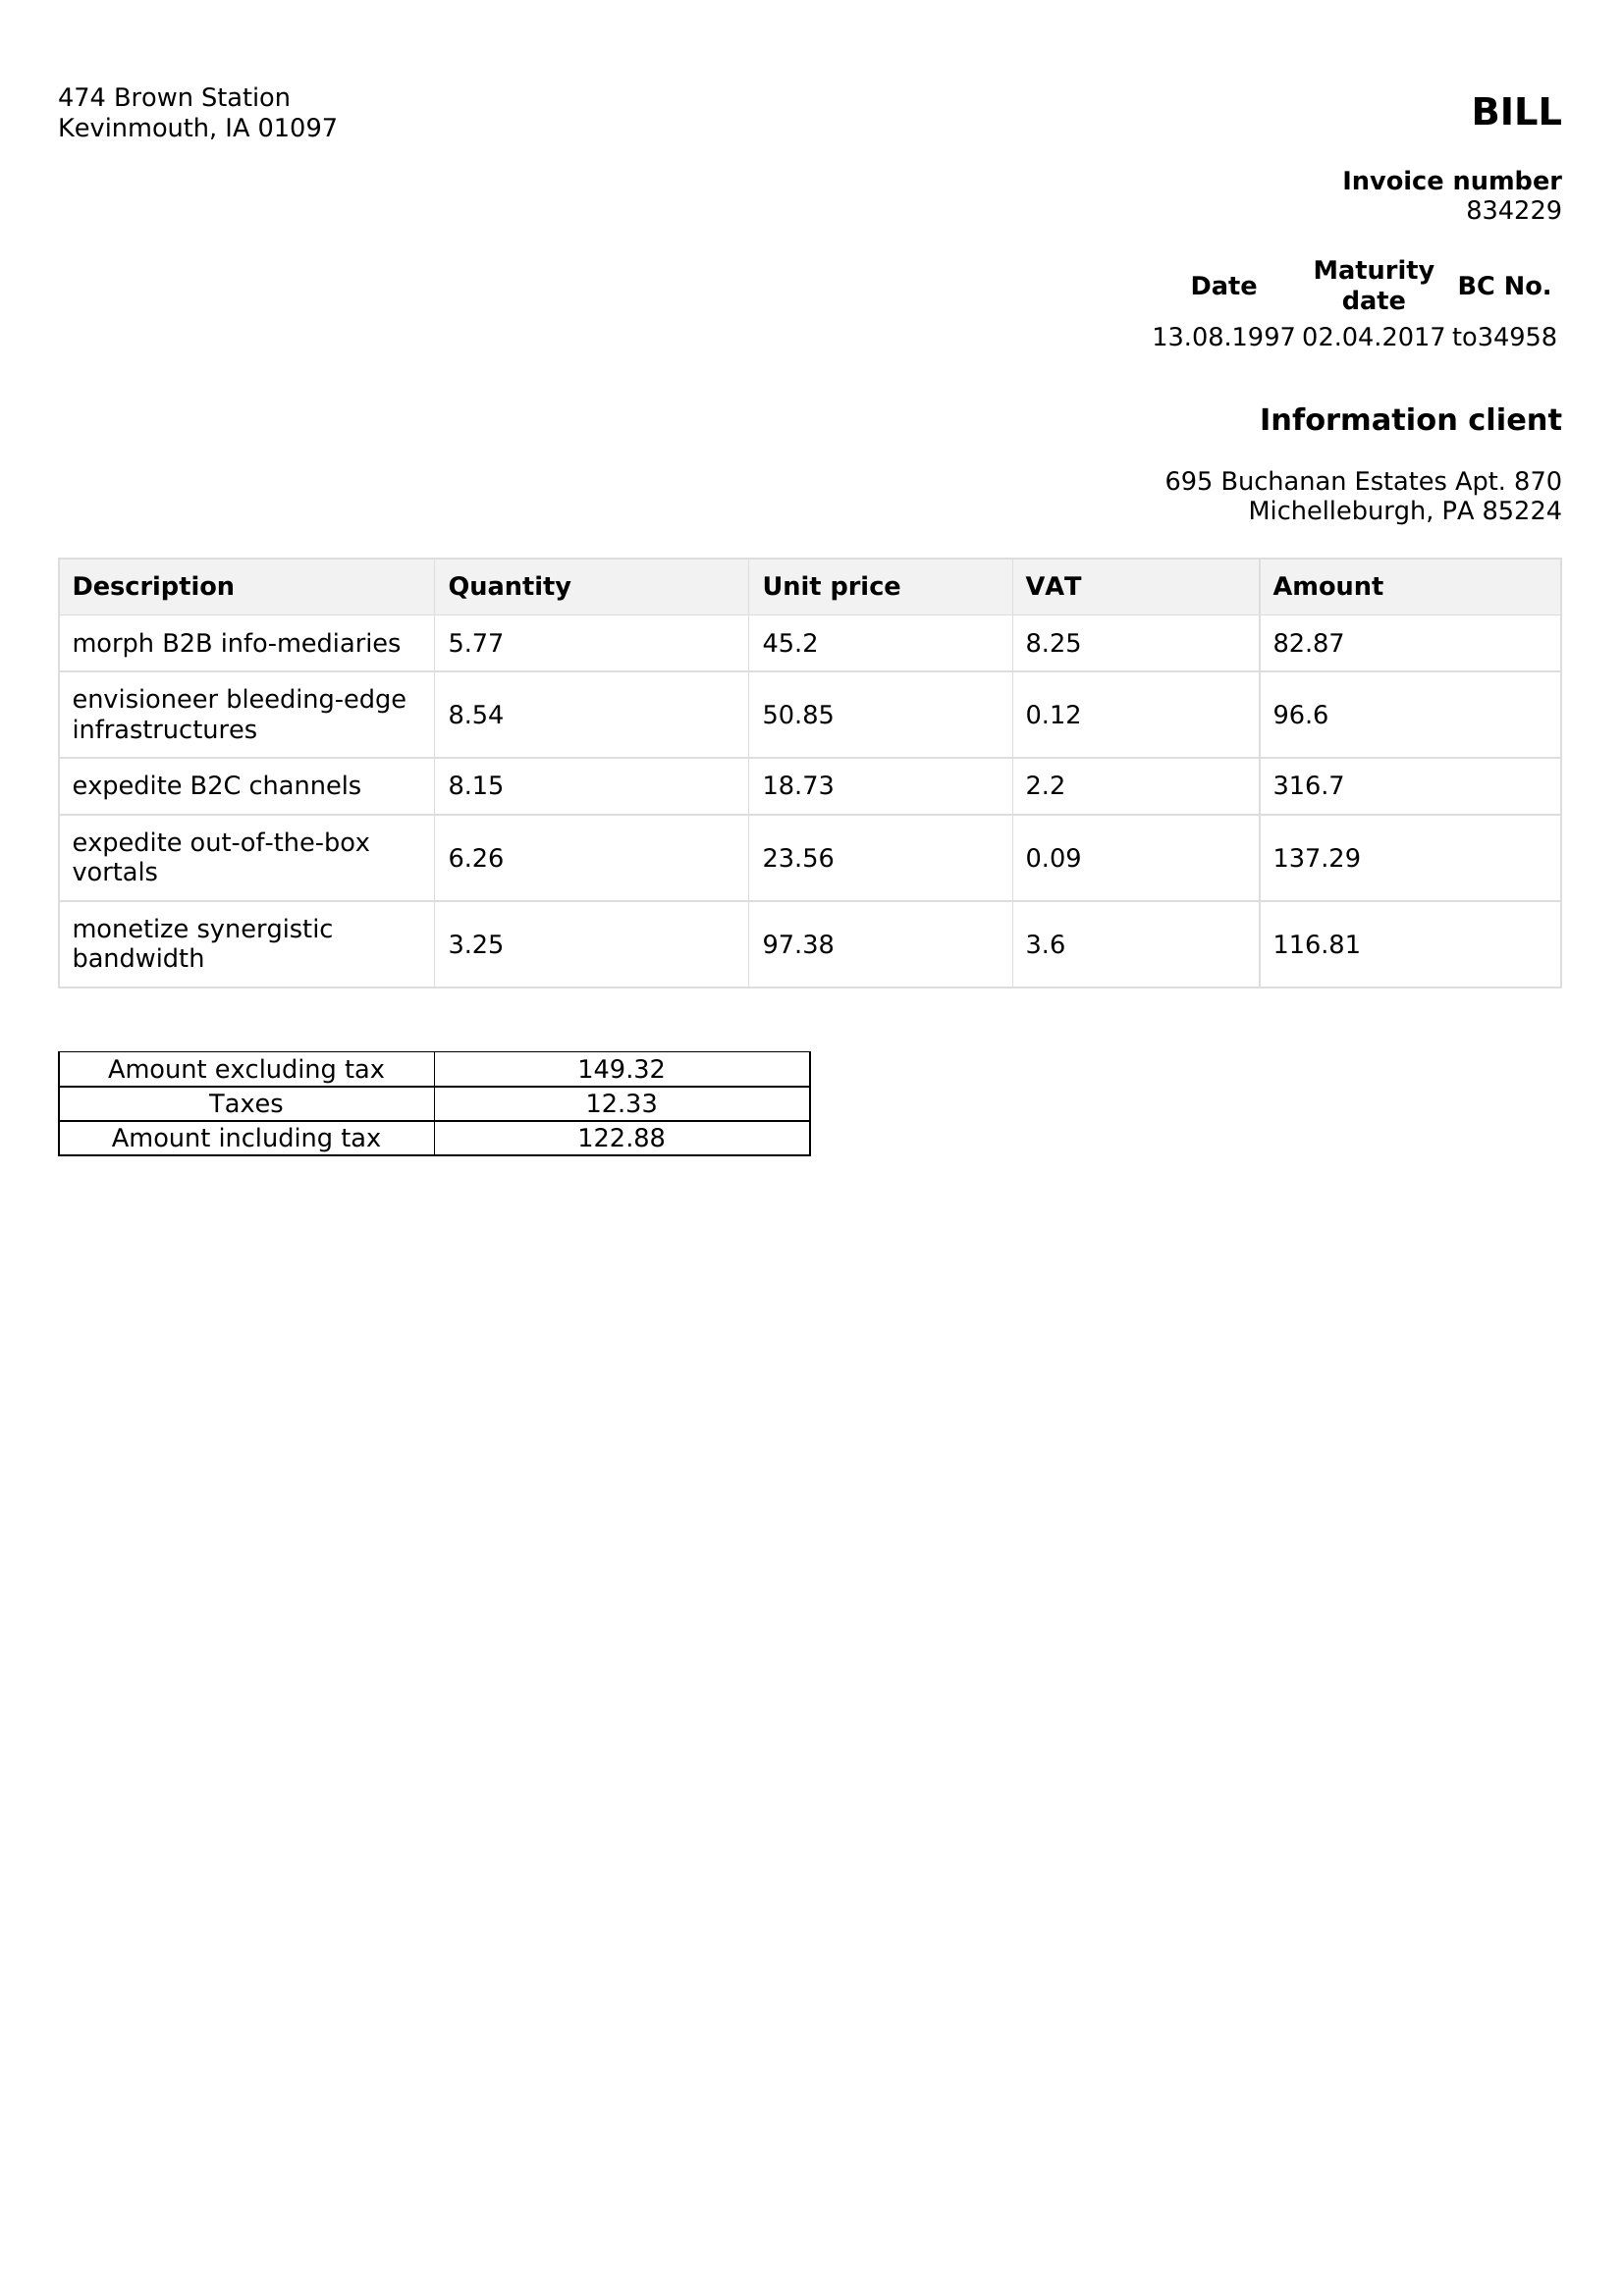 474 Brown Station
Kevinmouth, IA 01097
BILL
Invoice number
834229
Date Maturity date BC No.
13.08.1997 02.04.2017 to34958
Information client
695 Buchanan Estates Apt. 870
Michelleburgh, PA 85224
Description Quantity Unit price VAT Amount
morph B2B info-mediaries 5.77 45.2 8.25 82.87
envisioneer bleeding-edge
infrastructures 8.54 50.85 0.12 96.6
expedite B2C channels 8.15 18.73 2.2 316.7
expedite out-of-the-box
vortals 6.26 23.56 0.09 137.29
monetize synergistic
bandwidth 3.25 97.38 3.6 116.81
Amount excluding tax 149.32
Taxes 12.33
Amount including tax 122.88